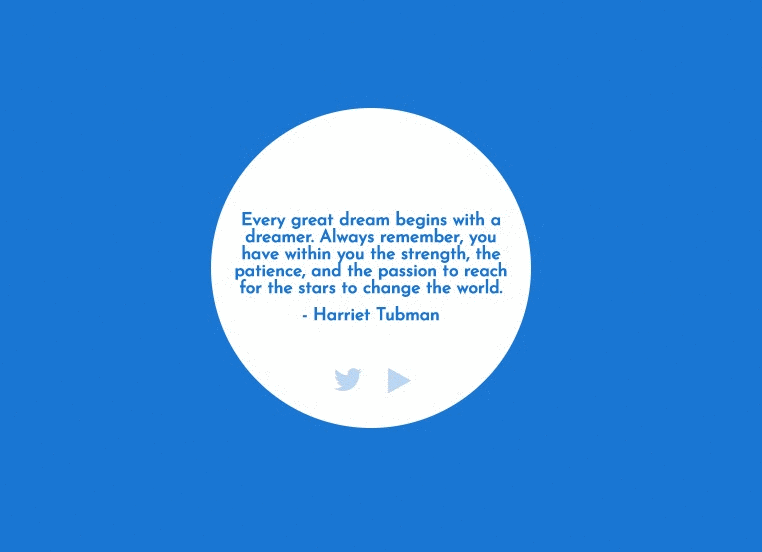 Every great dream begins with a
dreamer. Always remember, you
have within you the strength, the
patience, and the passion to reach
for the stars to change the world.
- Harriet Tubman